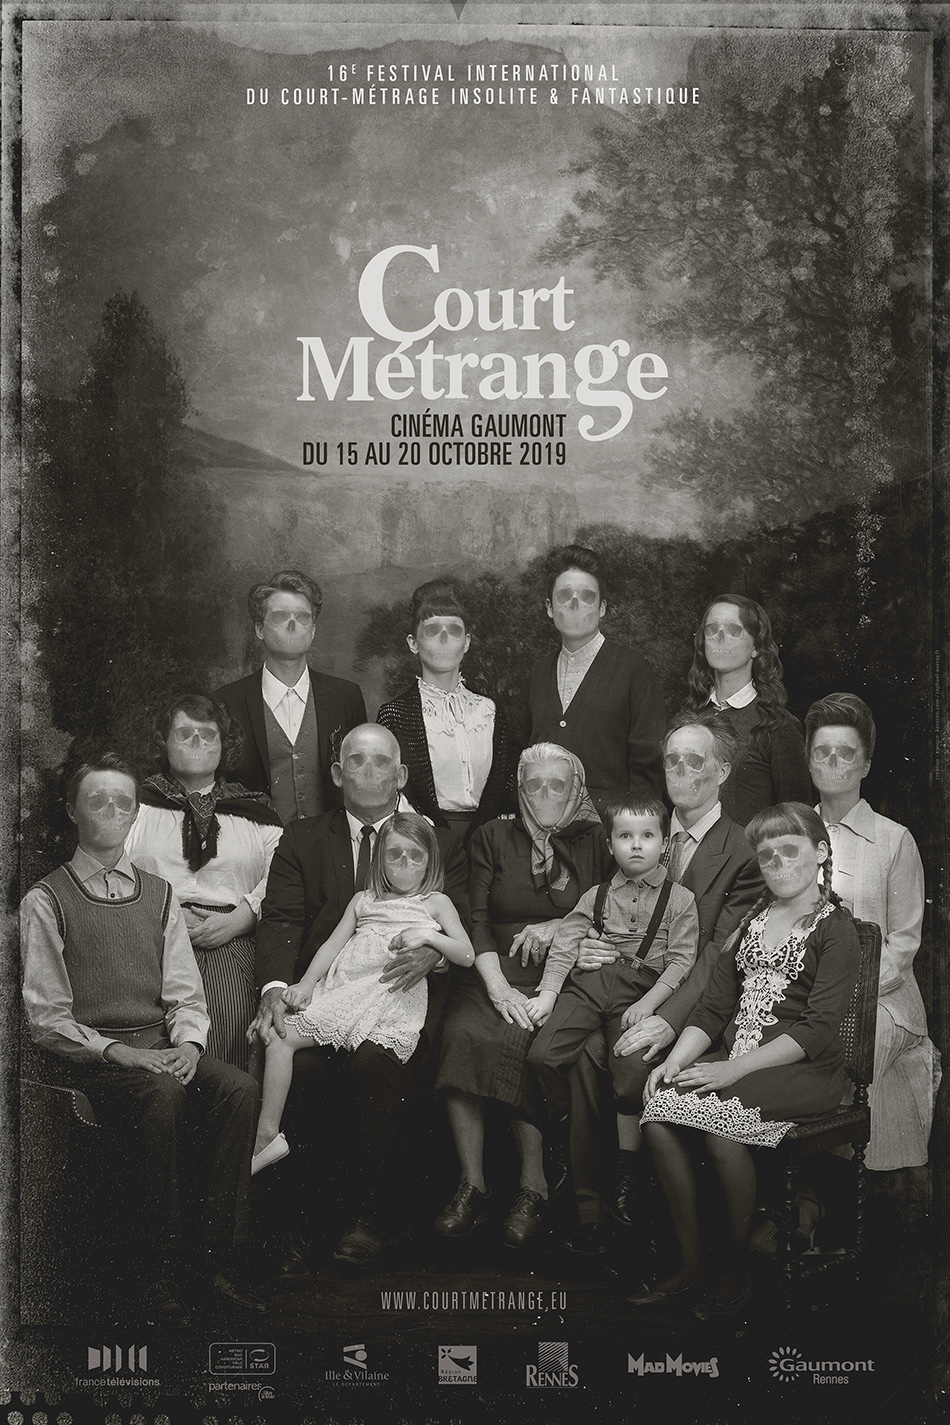 16E FESTIVAL INTERNATIONAL
DU COURT-MÉTRAGE INSOLITE & FANTASTIQUE
Court
Métrange
CINÉMA GAUMONT
DU 15 AU 20 OCTOBRE 2019
WWW.COURTMETRANGE.EU
francetélévisions
STAR
partenaires
Ille & Vilaine
LE DÉPARTEMENT
Région
BRETAGNE
RENNES
MAD MOVIES
Gaumont
Rennes